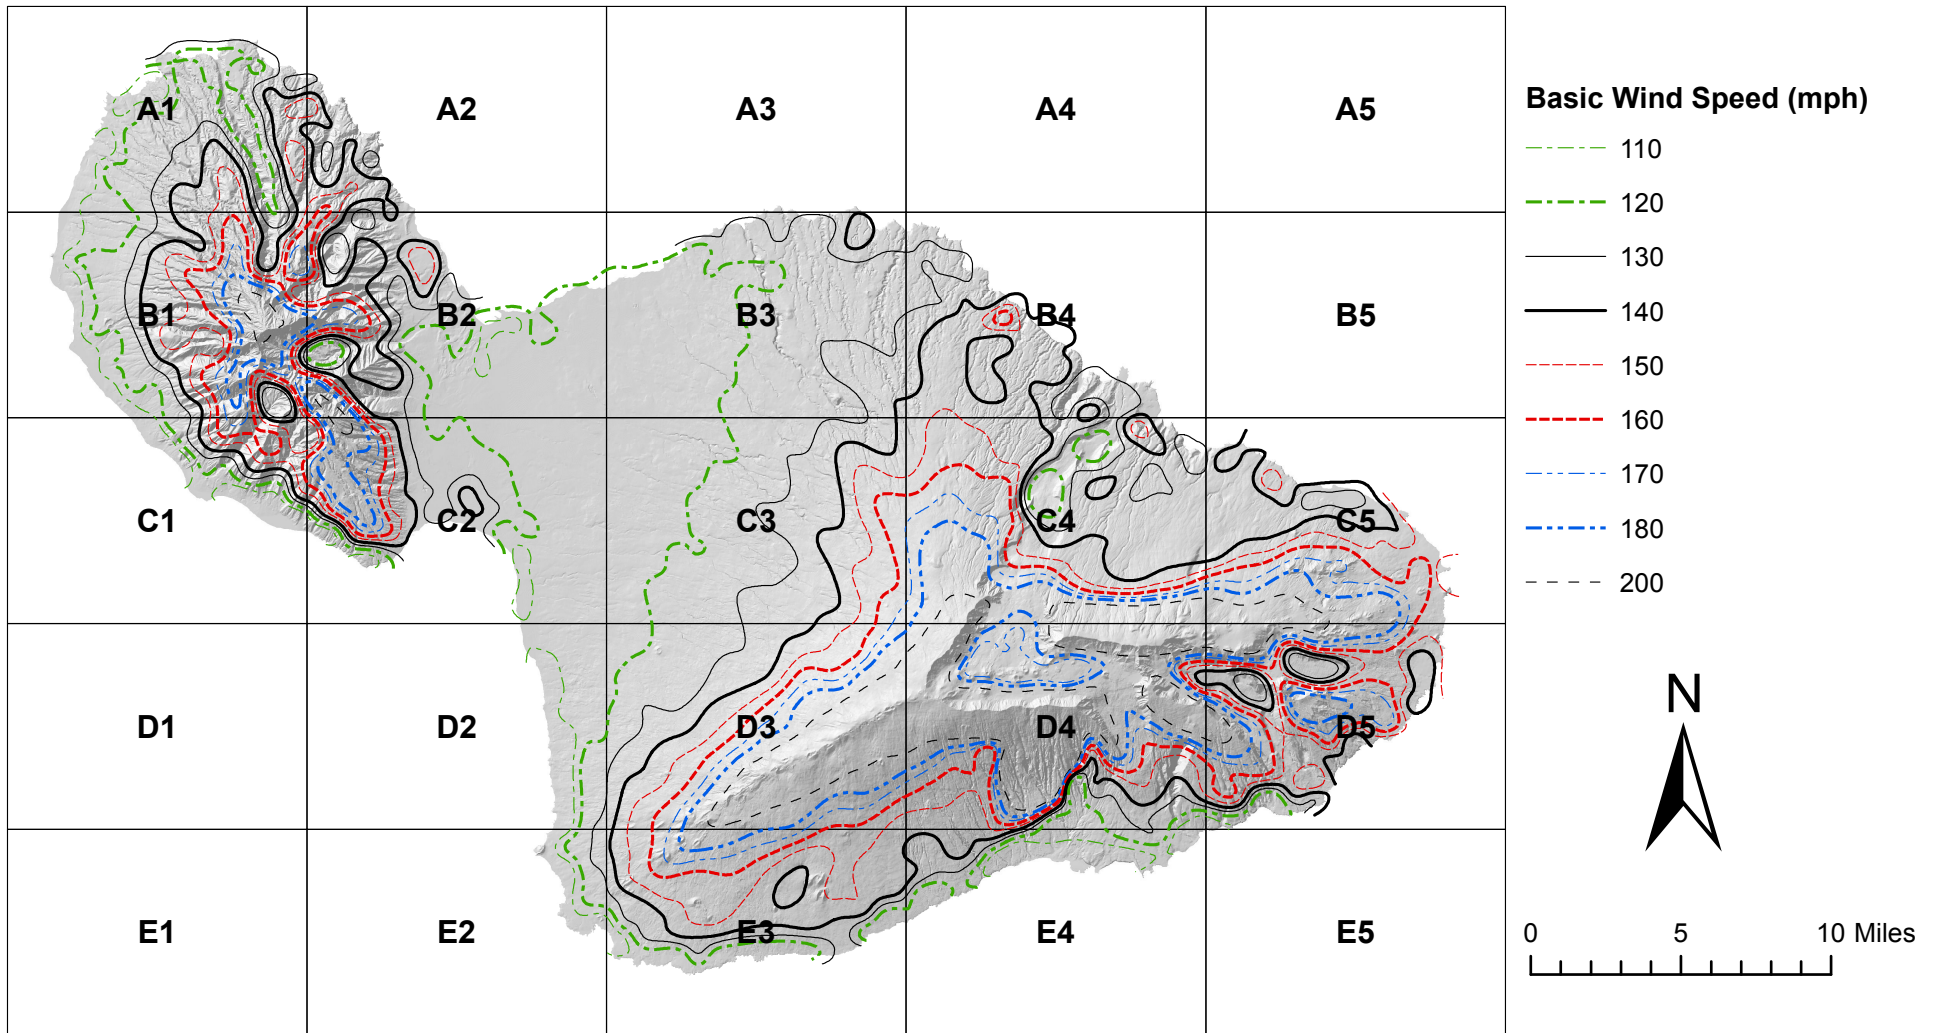 A1
A2
A3
A4
A5
B1
B2
B3
B4
B5
C1
C2
C3
C4
C5
D1
D2
D3
D4
D5
E1
E2
E3
E4
E5
Basic Wind Speed (mph)
110
120
130
140
150
160
170
180
200
N
0 5 10 Miles